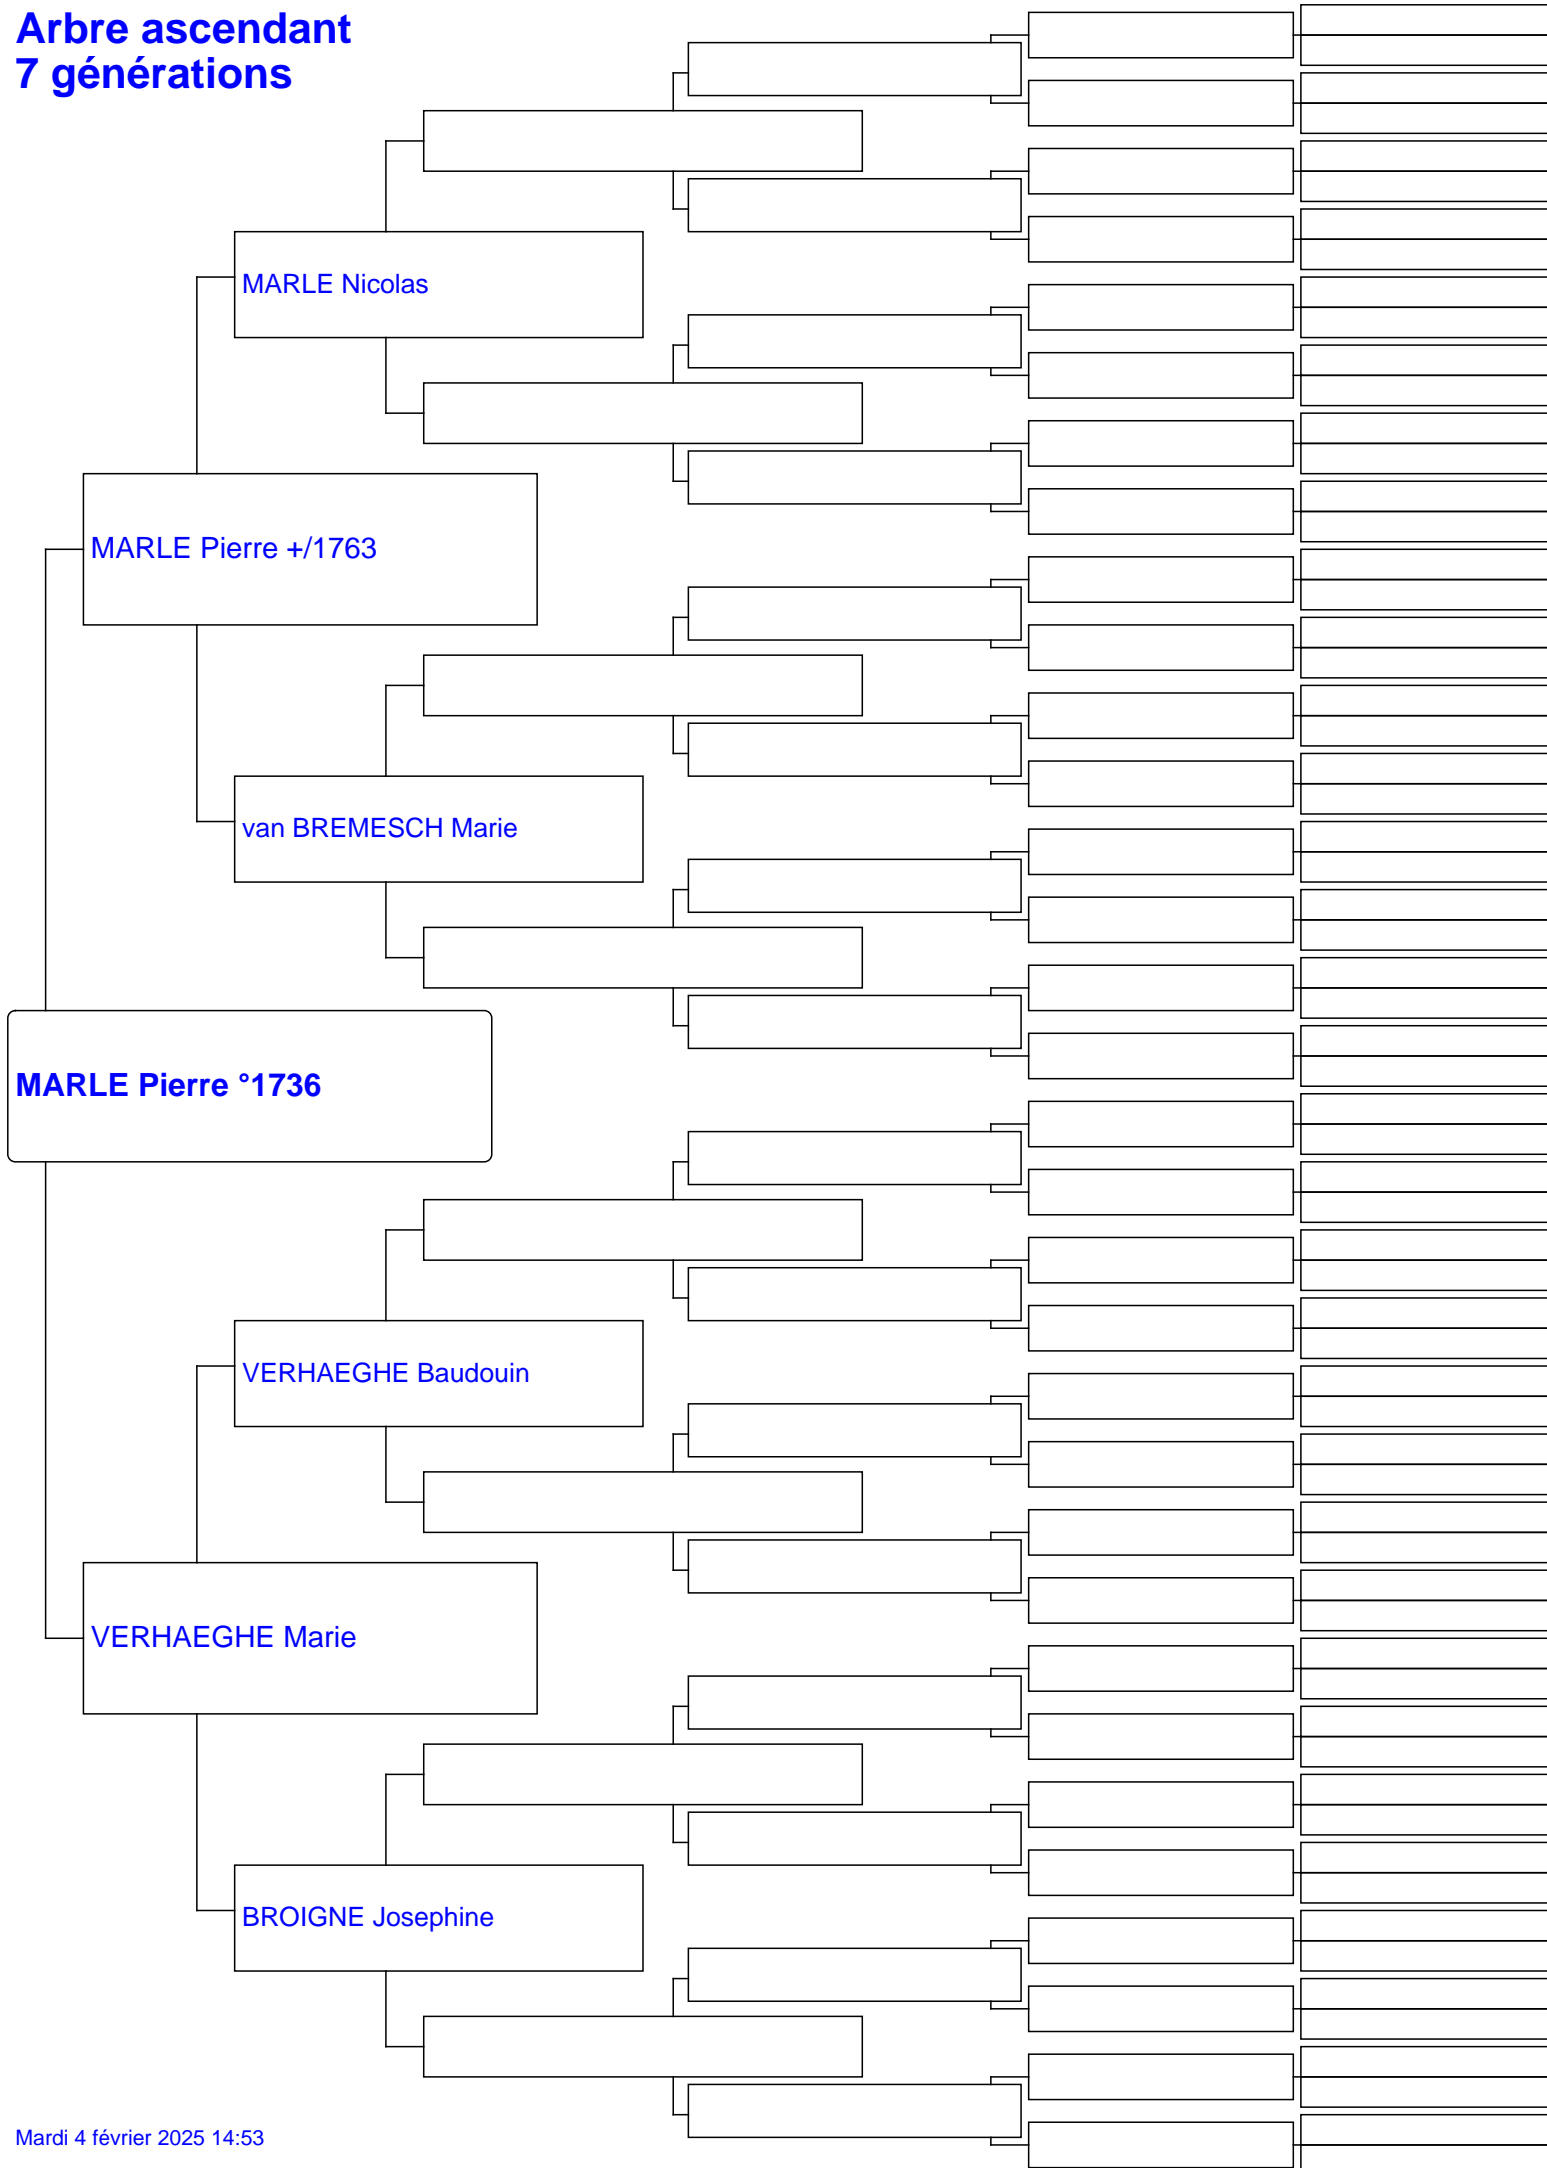 Arbre ascendant
7 générations
MARLE Nicolas
MARLE Pierre +/1763
van BREMESCH Marie
MARLE Pierre °1736
VERHAEGHE Baudouin
VERHAEGHE Marie
BROIGNE Josephine
Mardi 4 février 2025 14:53